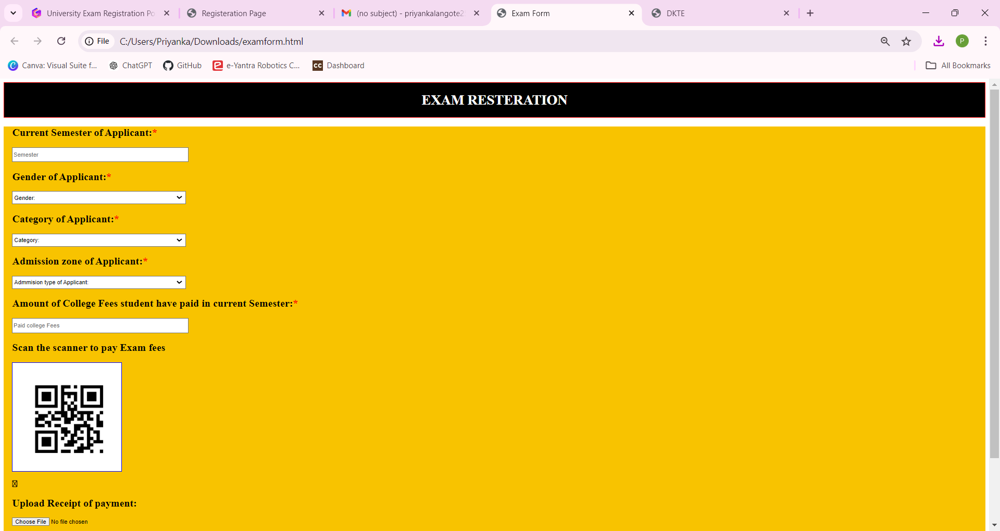 University Exam Registration Po
Registeration Page
(no subject) - priyankalangote2
Exam Form
DKTE
File
C:/Users/Priyanka/Downloads/examform.html
P
Canva: Visual Suite f...
ChatGPT
GitHub
e-Yantra Robotics C...
CC
Dashboard
All Bookmarks
EXAM RESTERATION
Current Semester of Applicant:*
Semester
Gender of Applicant:*
Gender:
Category of Applicant:*
Category:
Admission zone of Applicant:*
Admmision type of Applicant:
Amount of College Fees student have paid in current Semester:*
Paid college Fees
Scan the scanner to pay Exam fees
Upload Receipt of payment:
Choose File No file chosen